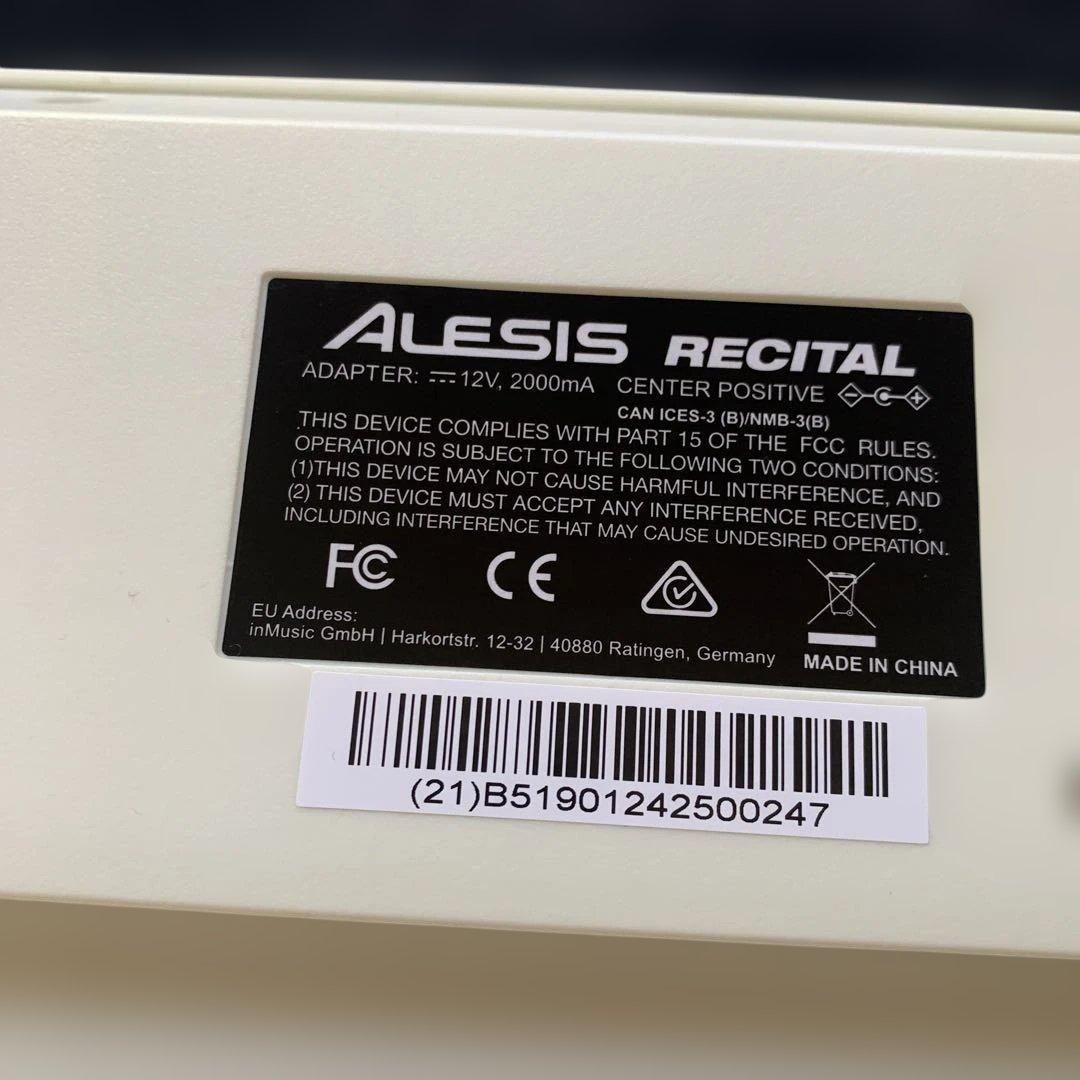 ALESIS RECITAL
ADAPTER: 12V, 2000mA CENTER POSITIVE
CAN ICES-3 (B)/NMB-3(B)
THIS DEVICE COMPLIES WITH PART 15 OF THE FCC RULES.
OPERATION IS SUBJECT TO THE FOLLOWING TWO CONDITIONS:
(1)THIS DEVICE MAY NOT CAUSE HARMFUL INTERFERENCE, AND
(2) THIS DEVICE MUST ACCEPT ANY INTERFERENCE RECEIVED,
INCLUDING INTERFERENCE THAT MAY CAUSE UNDESIRED OPERATION.
FC CE
EU Address:
inMusic GmbH | Harkortstr. 12-32 | 40880 Ratingen, Germany
MADE IN CHINA
(21)B51901242500247